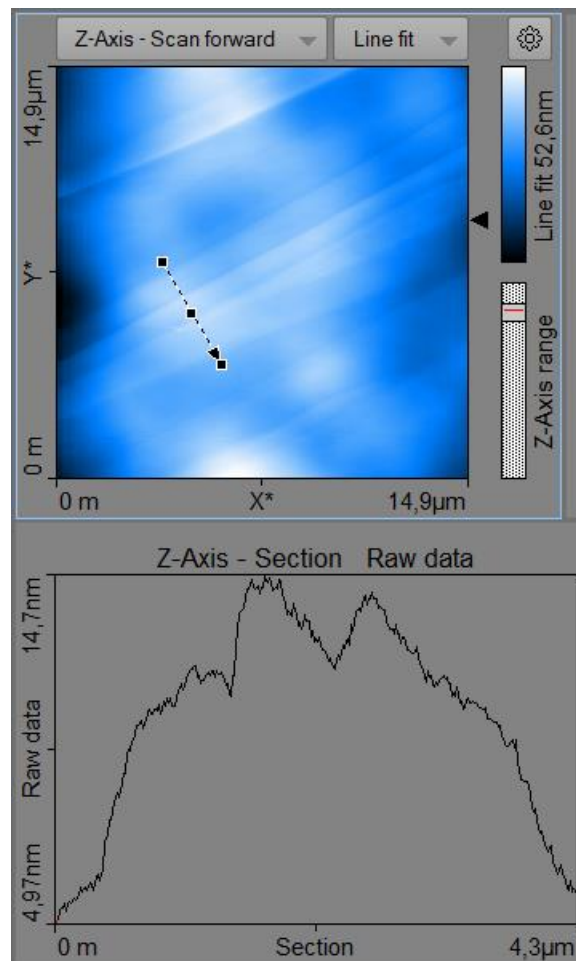 Z-Axis - Scan forward
Line fit
14,9µm
Y*
0 m
0 m
X*
14,9µm
Line fit 52,6nm
Z-Axis range
Z-Axis - Section Raw data
14,7nm
Raw data
4,97nm
0 m
Section
4,3µm